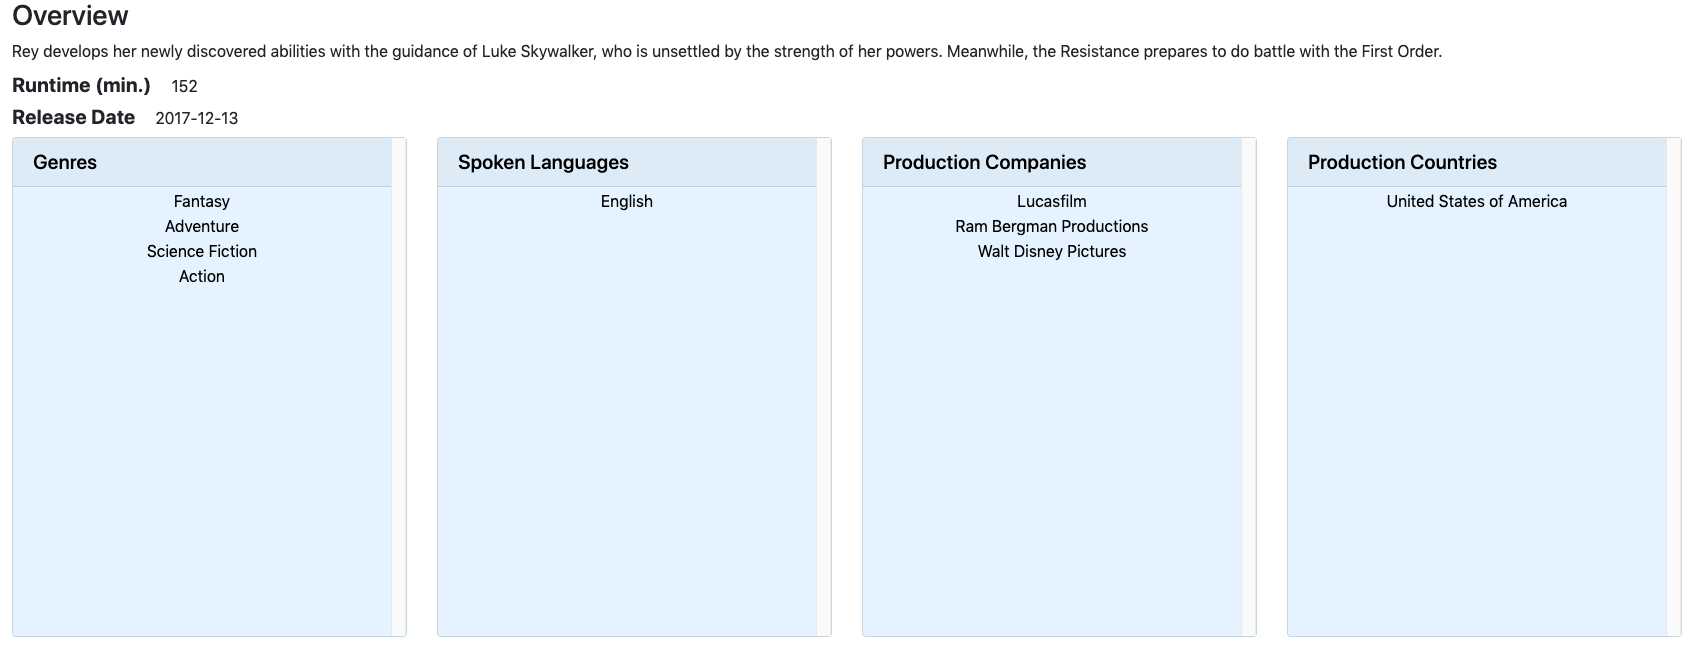 Overview
Rey develops her newly discovered abilities with the guidance of Luke Skywalker, who is unsettled by the strength of her powers. Meanwhile, the Resistance prepares to do battle with the First Order.
Runtime (min.) 152
Release Date 2017-12-13
Genres
Fantasy
Adventure
Science Fiction
Action
Spoken Languages
English
Production Companies
Lucasfilm
Ram Bergman Productions
Walt Disney Pictures
Production Countries
United States of America